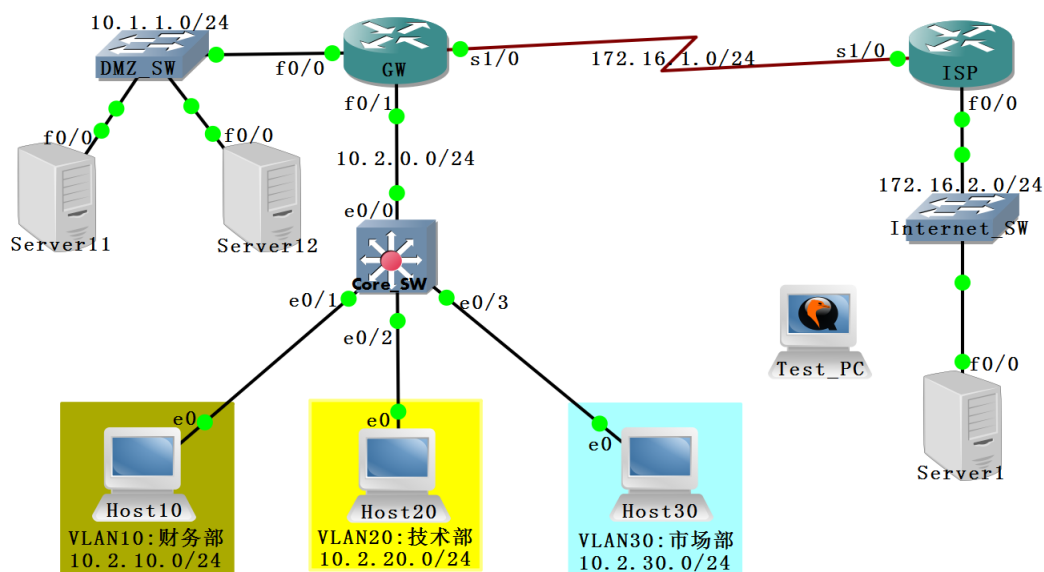 10.1.1.0/24
DMZ_SW
f0/0
GW
s1/0
172.16.1.0/24
s1/0
ISP
f0/0
f0/1
f0/0
f0/0
10.2.0.0/24
172.16.2.0/24
e0/0
Server11
Server12
Internet_SW
Core_SW
e0/1
e0/3
e0/2
Test_PC
f0/0
e0
e0
e0
Server1
Host10
Host20
Host30
VLAN10:财务部
10.2.10.0/24
VLAN20:技术部
10.2.20.0/24
VLAN30:市场部
10.2.30.0/24